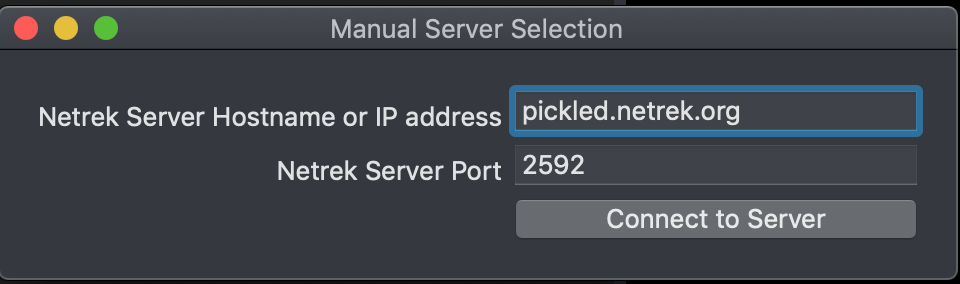 Manual Server Selection
Netrek Server Hostname or IP address pickled.netrek.org
Netrek Server Port 2592
Connect to Server